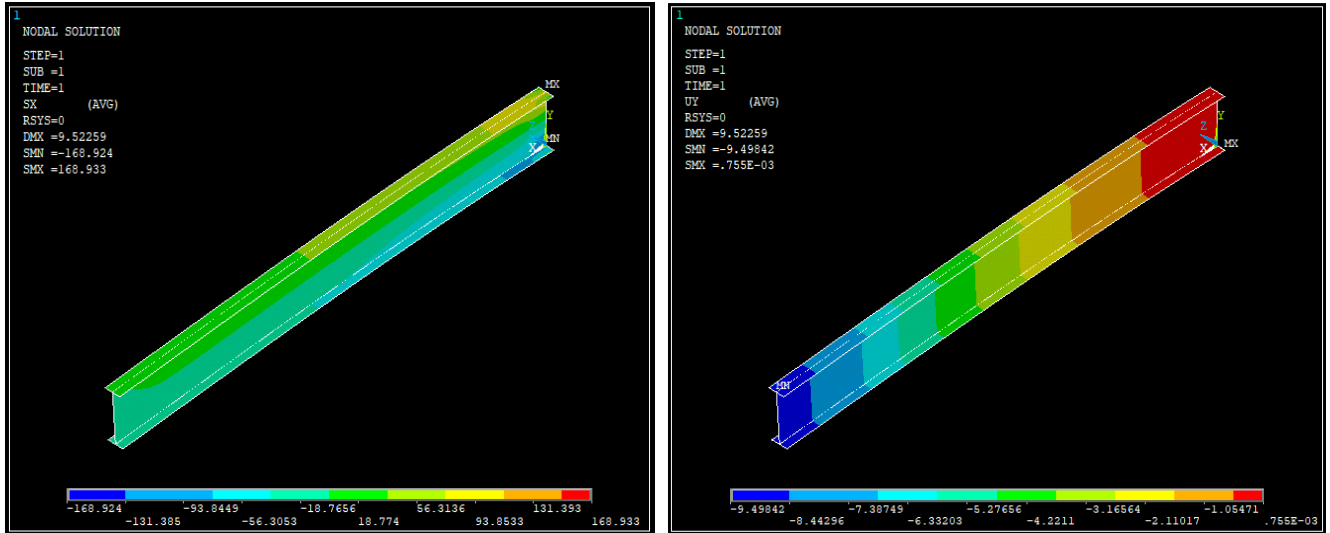 1
NODAL SOLUTION
STEP=1
SUB =1
TIME=1
SX (AVG)
RSYS=0
DMX =9.52259
SMN =-168.924
SMX =168.933
MX
Y
Z
MN
X
-168.924 -93.8449 -18.7656 56.3136 131.393
-131.385 -56.3053 18.774 93.8533 168.933
1
NODAL SOLUTION
STEP=1
SUB =1
TIME=1
UY (AVG)
RSYS=0
DMX =9.52259
SMN =-9.49842
SMX =.755E-03
Y
Z
X
MX
MN
-9.49842 -7.38749 -5.27656 -3.16564 -1.05471
-8.44296 -6.33203 -4.2211 -2.11017 .755E-03